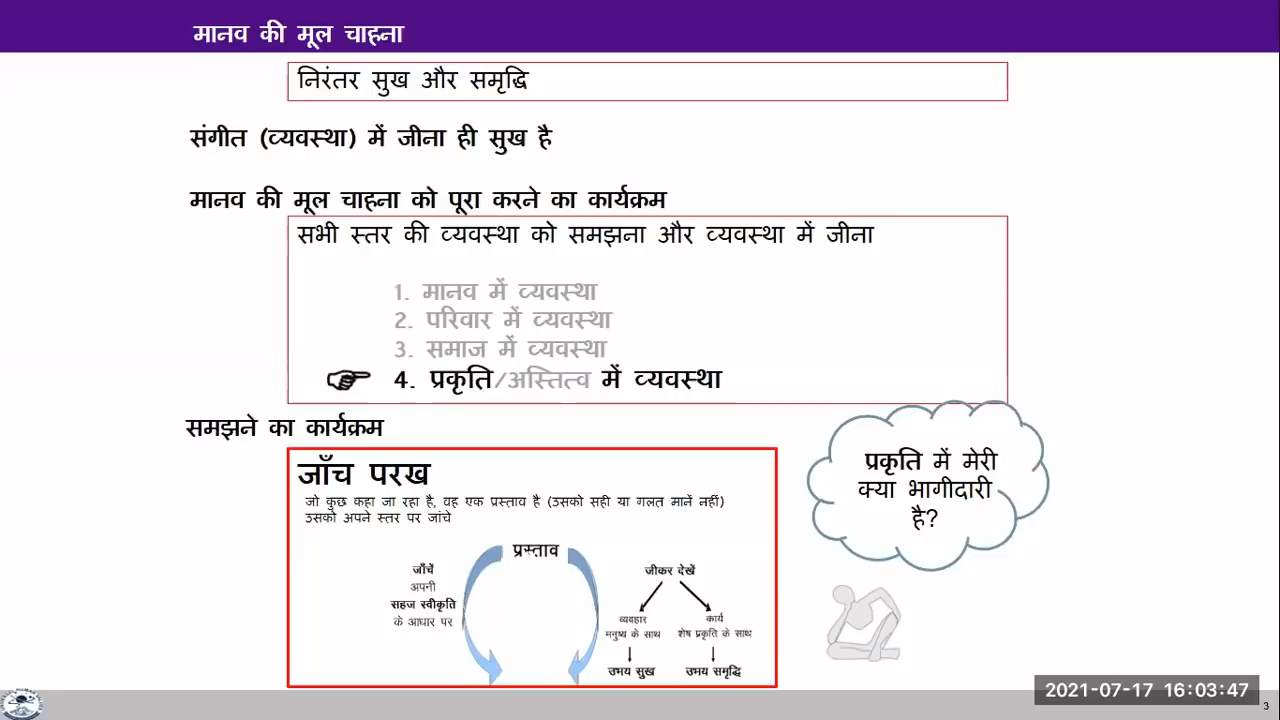 मानव की मूल चाहना
निरंतर सुख और समृद्धि
संगीत (व्यवस्था) में जीना ही सुख है
मानव की मूल चाहना को पूरा करने का कार्यक्रम
सभी स्तर की व्यवस्था को समझना और व्यवस्था में जीना
1. मानव में व्यवस्था
2. परिवार में व्यवस्था
3. समाज में व्यवस्था
4. प्रकृति/अस्तित्व में व्यवस्था
समझने का कार्यक्रम
जाँच परख
जो कुछ कहा जा रहा है, वह एक प्रस्ताव है (उसको सही या गलत मानें नहीं)
उसको अपने स्तर पर जांचे
प्रस्ताव
जाँचें
अपनी
सहज स्वीकृति
के आधार पर
जीकर देखें
व्यवहार
मनुष्य के साथ
उभय सुख
कार्य
शेष प्रकृति के साथ
उभय समृद्धि
प्रकृति में मेरी
क्या भागीदारी
है?
2021-07-17 16:03:47
3